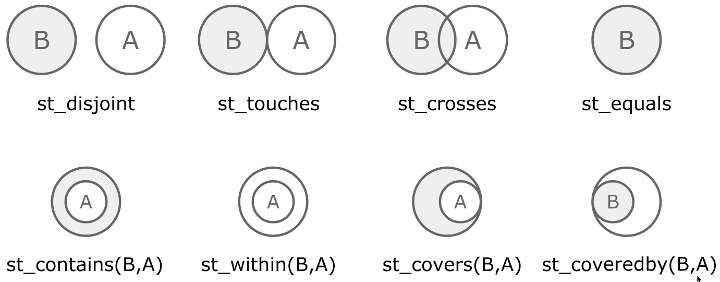 B A B A B A B
st_disjoint st_touches st_crosses st_equals
A A A B
st_contains(B,A) st_within(B,A) st_covers(B,A) st_coveredby(B,A)